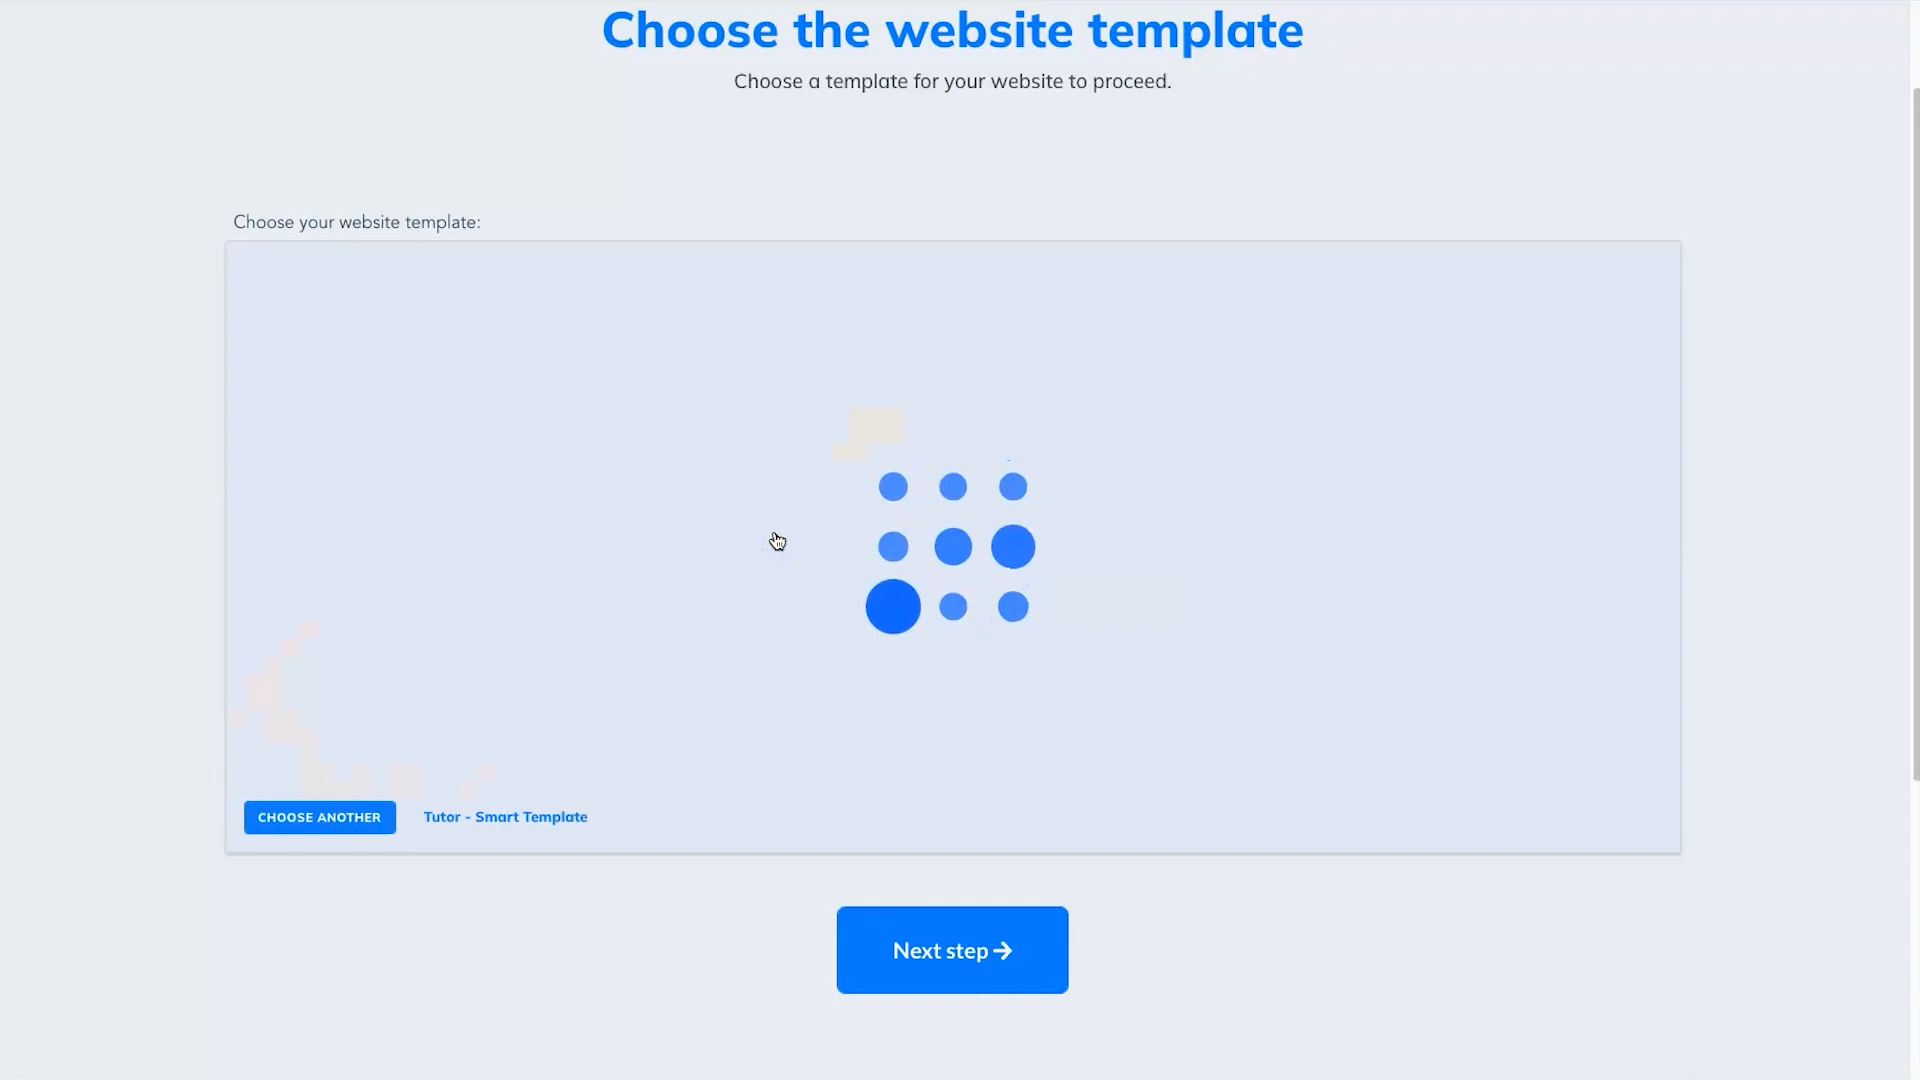 Choose the website template
Choose a template for your website to proceed.
Choose your website template:
CHOOSE ANOTHER
Tutor - Smart Template
Next step